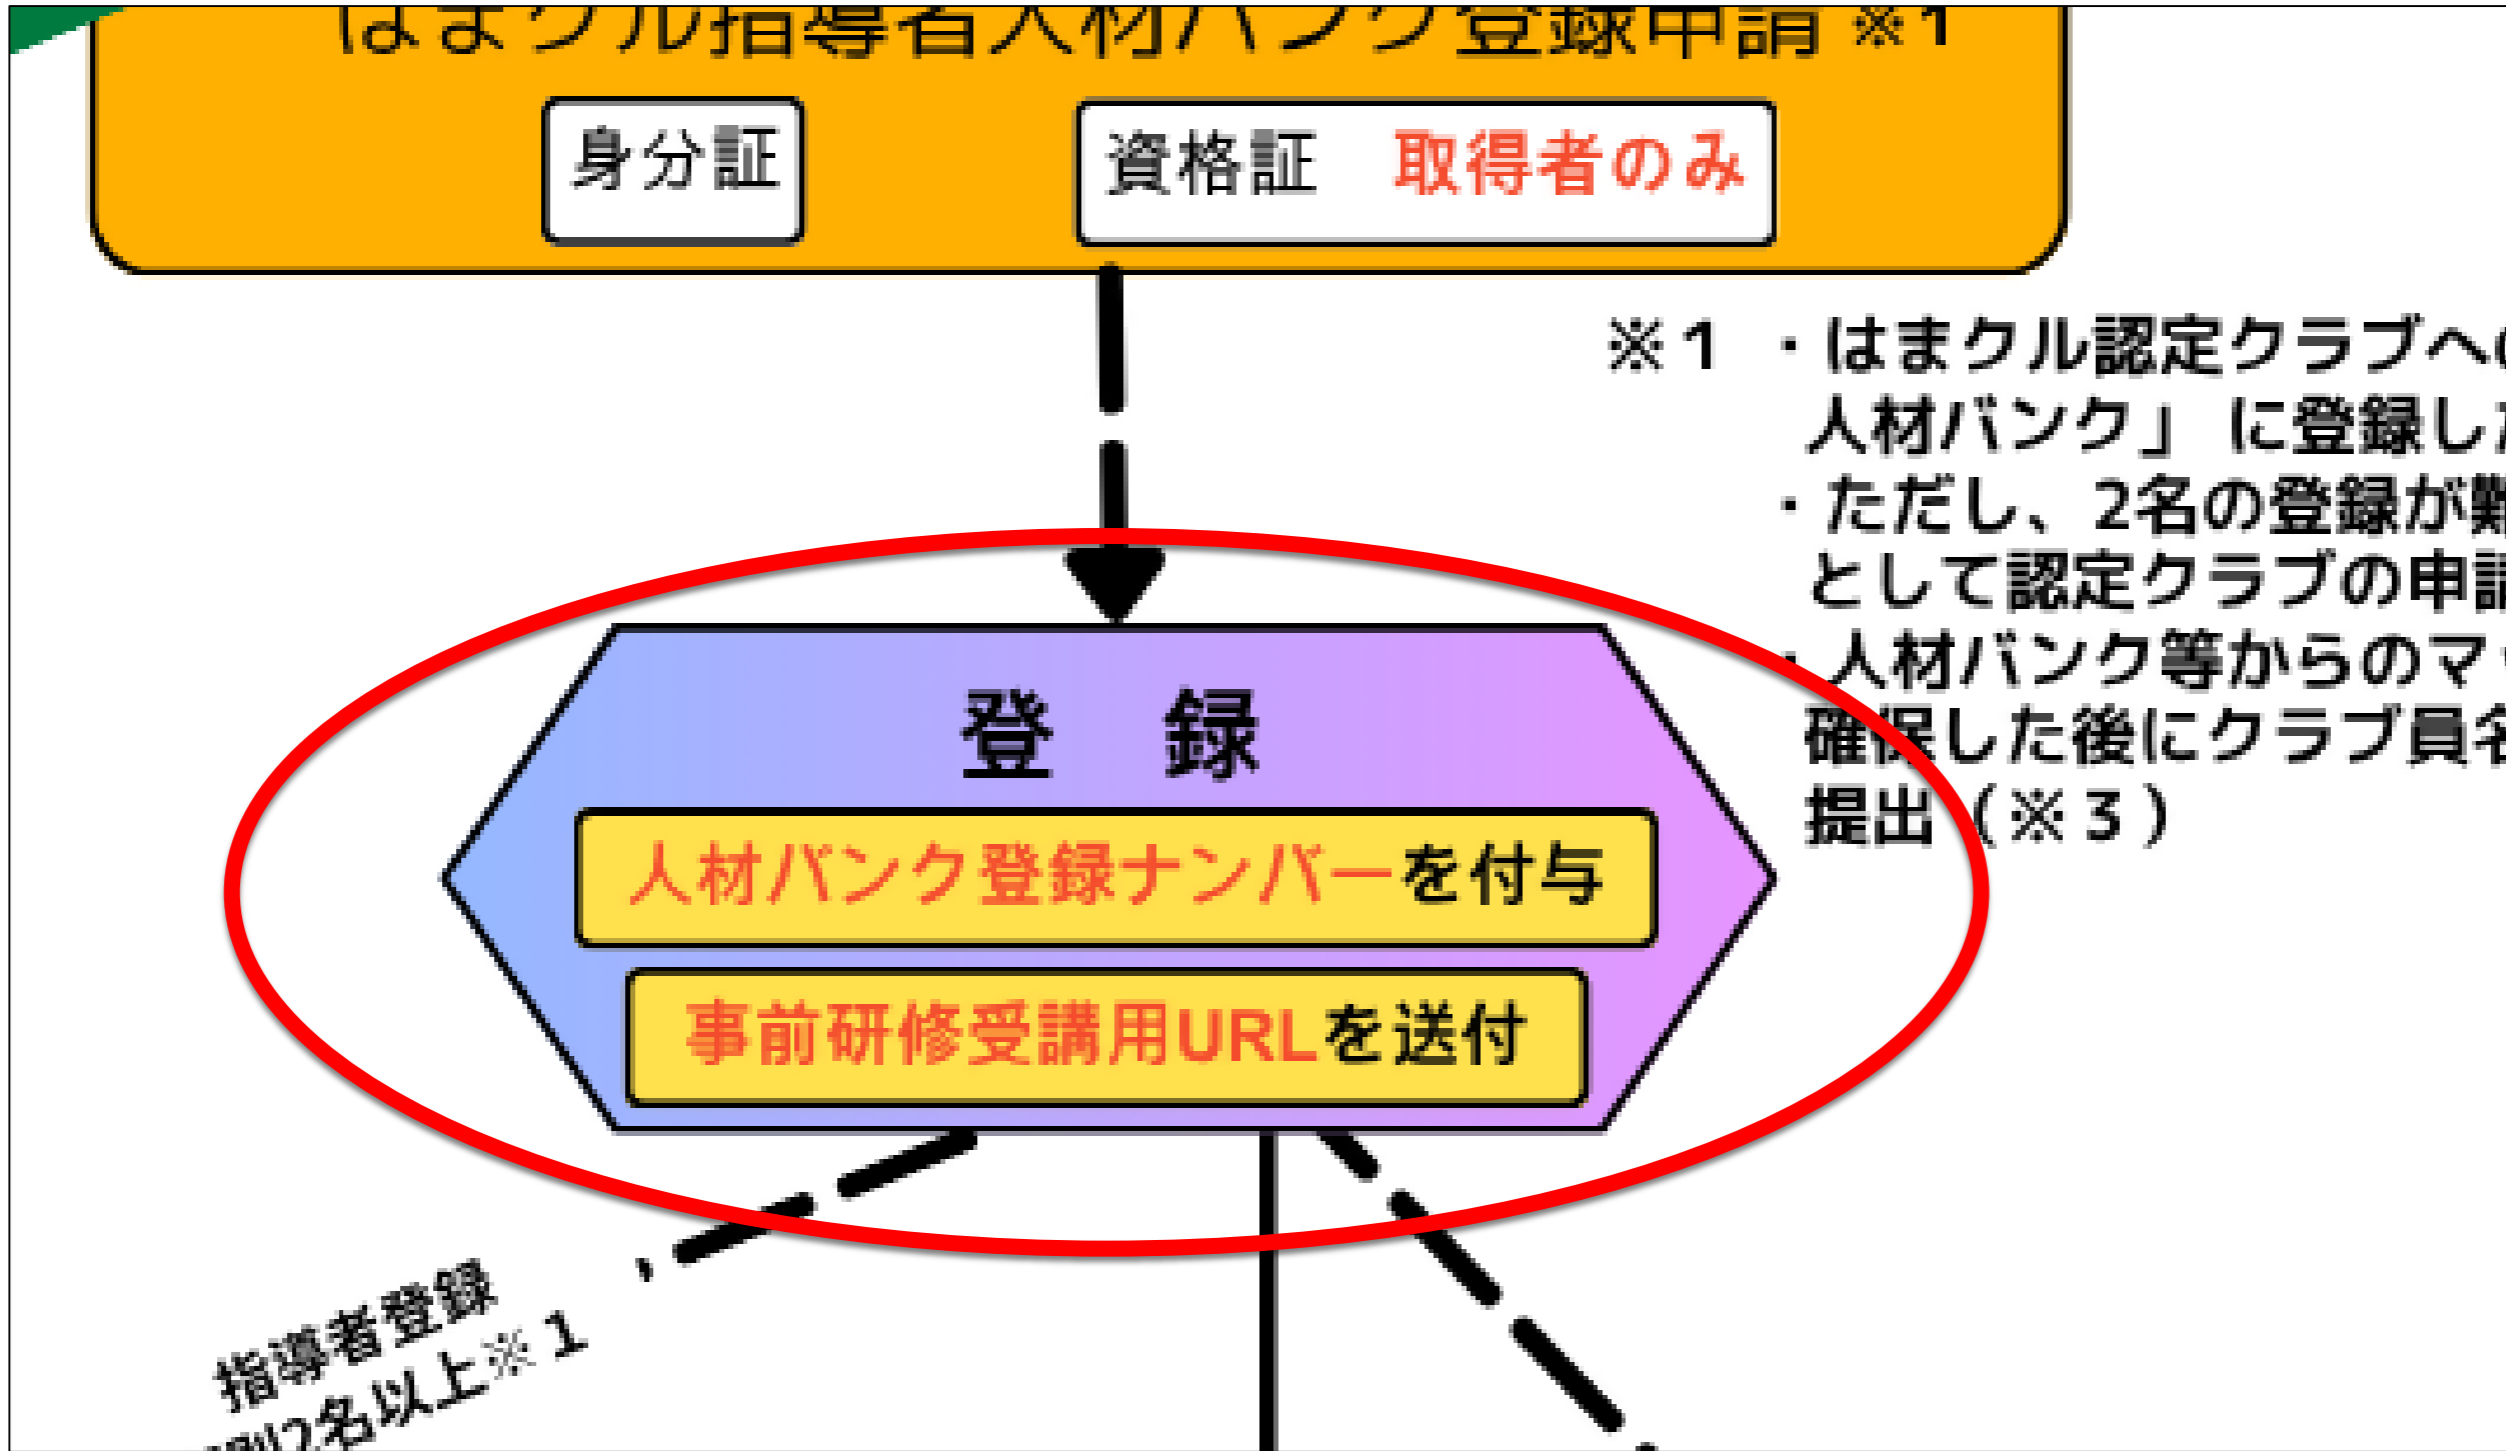 はまクル指導者人材バンク登録申請 ※1
身分証
資格証　取得者のみ
※１ ・はまクル認定クラブへの
人材バンク」 に登録した
・ただし、2名の登録が難
として認定クラブの申請
・人材バンク等からのマッ
確保した後にクラブ員名
提出（※３）
登　録
人材バンク登録ナンバーを付与
事前研修受講用URLを送付
指導者登録
則2名以上※１